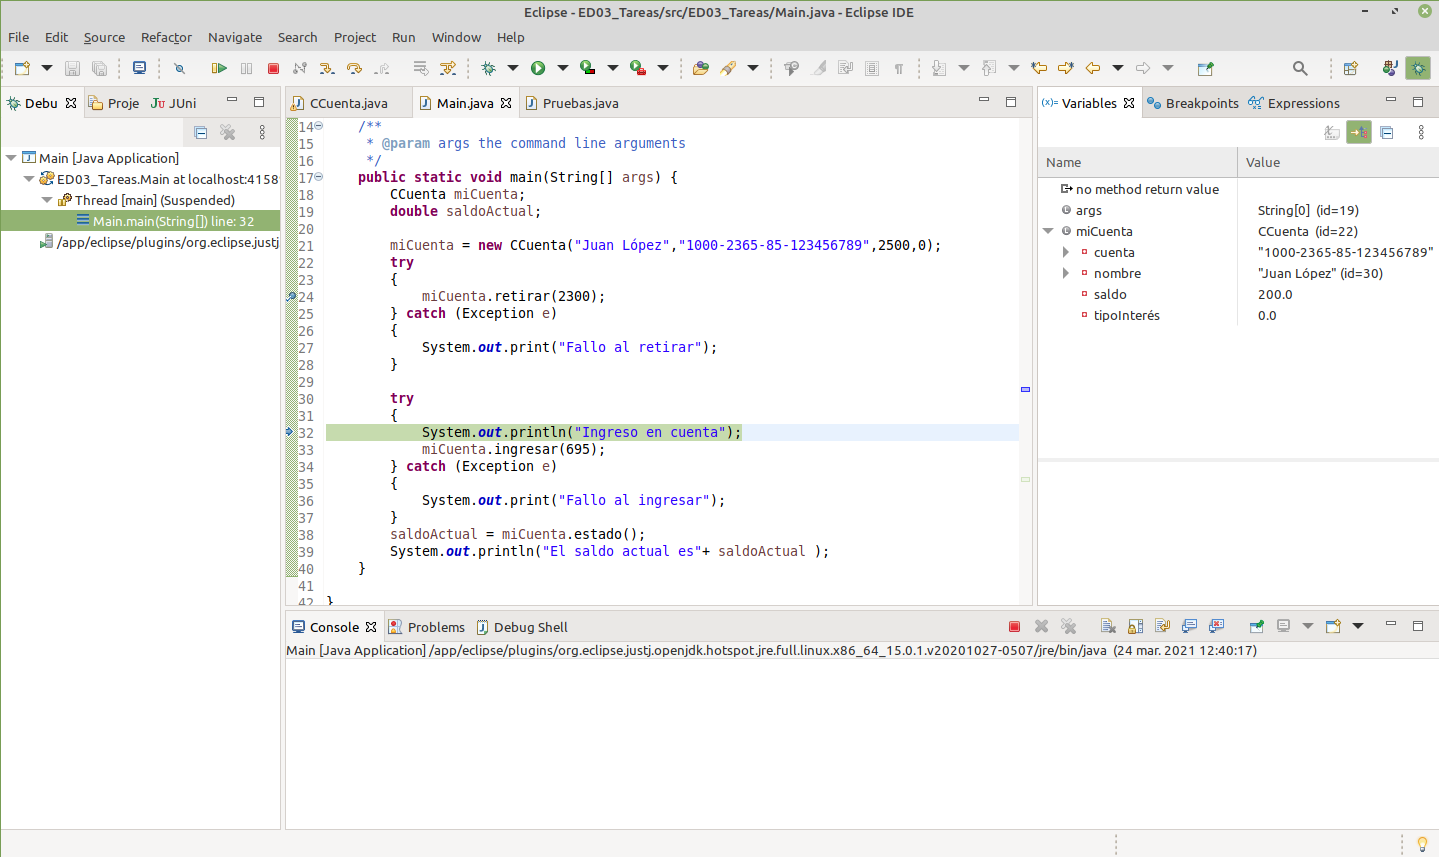 Eclipse - ED03_Tareas/src/ED03_Tareas/Main.java - Eclipse IDE
File Edit Source Refactor Navigate Search Project Run Window Help
Debu Proje JUni
Main [Java Application]
ED03_Tareas.Main at localhost:4158
Thread [main] (Suspended)
Main.main(String[]) line: 32
/app/eclipse/plugins/org.eclipse.justj
CCuenta.java Main.java Pruebas.java
14 /**
15 * @param args the command line arguments
16 */
17 public static void main(String[] args) {
18 CCuenta miCuenta;
19 double saldoActual;
20
21 miCuenta = new CCuenta("Juan López","1000-2365-85-123456789",2500,0);
22 try
23 {
24 miCuenta.retirar(2300);
25 } catch (Exception e)
26 {
27 System.out.print("Fallo al retirar");
28 }
29
30 try
31 {
32 System.out.println("Ingreso en cuenta");
33 miCuenta.ingresar(695);
34 } catch (Exception e)
35 {
36 System.out.print("Fallo al ingresar");
37 }
38 saldoActual = miCuenta.estado();
39 System.out.println("El saldo actual es"+ saldoActual );
40 }
41
42 }
(x)= Variables Breakpoints Expressions
Name Value
no method return value
args String[0] (id=19)
miCuenta CCuenta (id=22)
cuenta "1000-2365-85-123456789"
nombre "Juan López" (id=30)
saldo 200.0
tipoInterés 0.0
Console Problems Debug Shell
Main [Java Application] /app/eclipse/plugins/org.eclipse.justj.openjdk.hotspot.jre.full.linux.x86_64_15.0.1.v20201027-0507/jre/bin/java (24 mar. 2021 12:40:17)